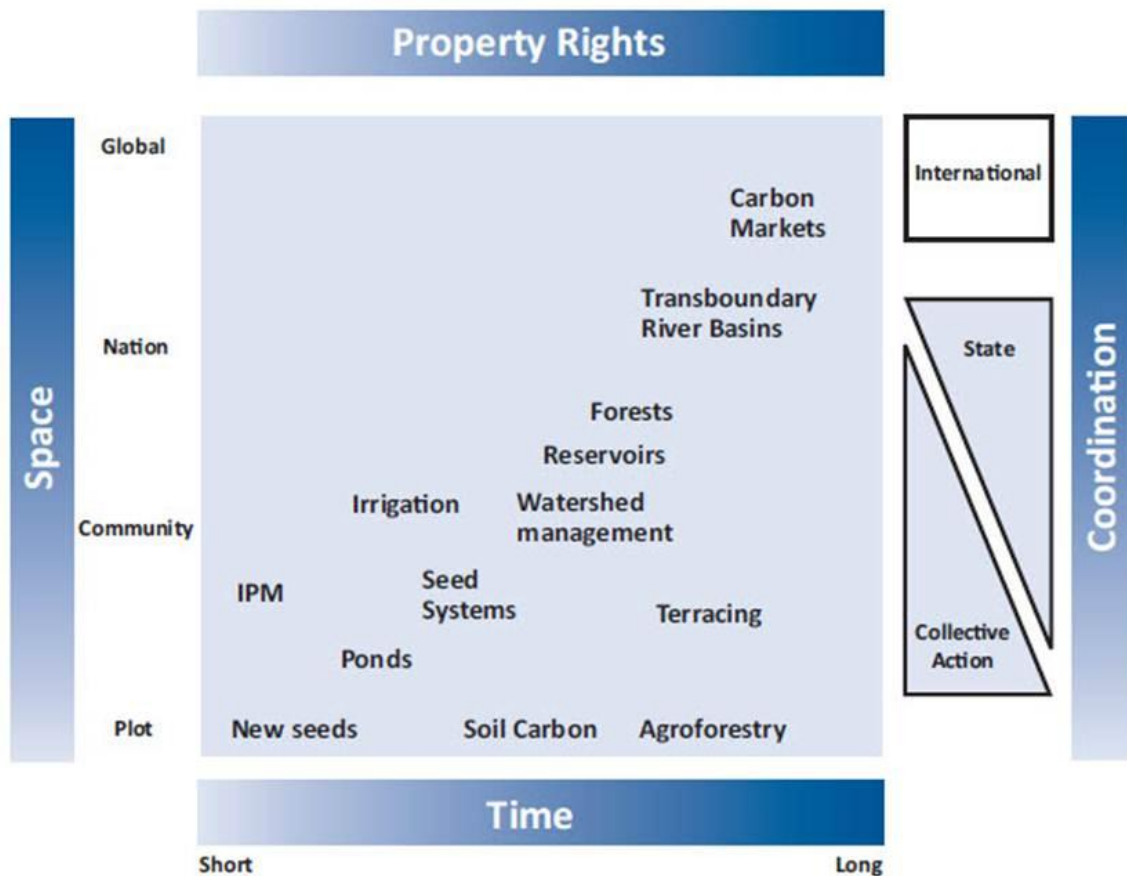 Property Rights
Space
Global
Nation
Community
Plot
Carbon
Markets
Transboundary
River Basins
Forests
Reservoirs
Irrigation
Watershed
management
IPM
Seed
Systems
Terracing
Ponds
New seeds
Soil Carbon
Agroforestry
International
State
Collective
Action
Coordination
Time
Short
Long